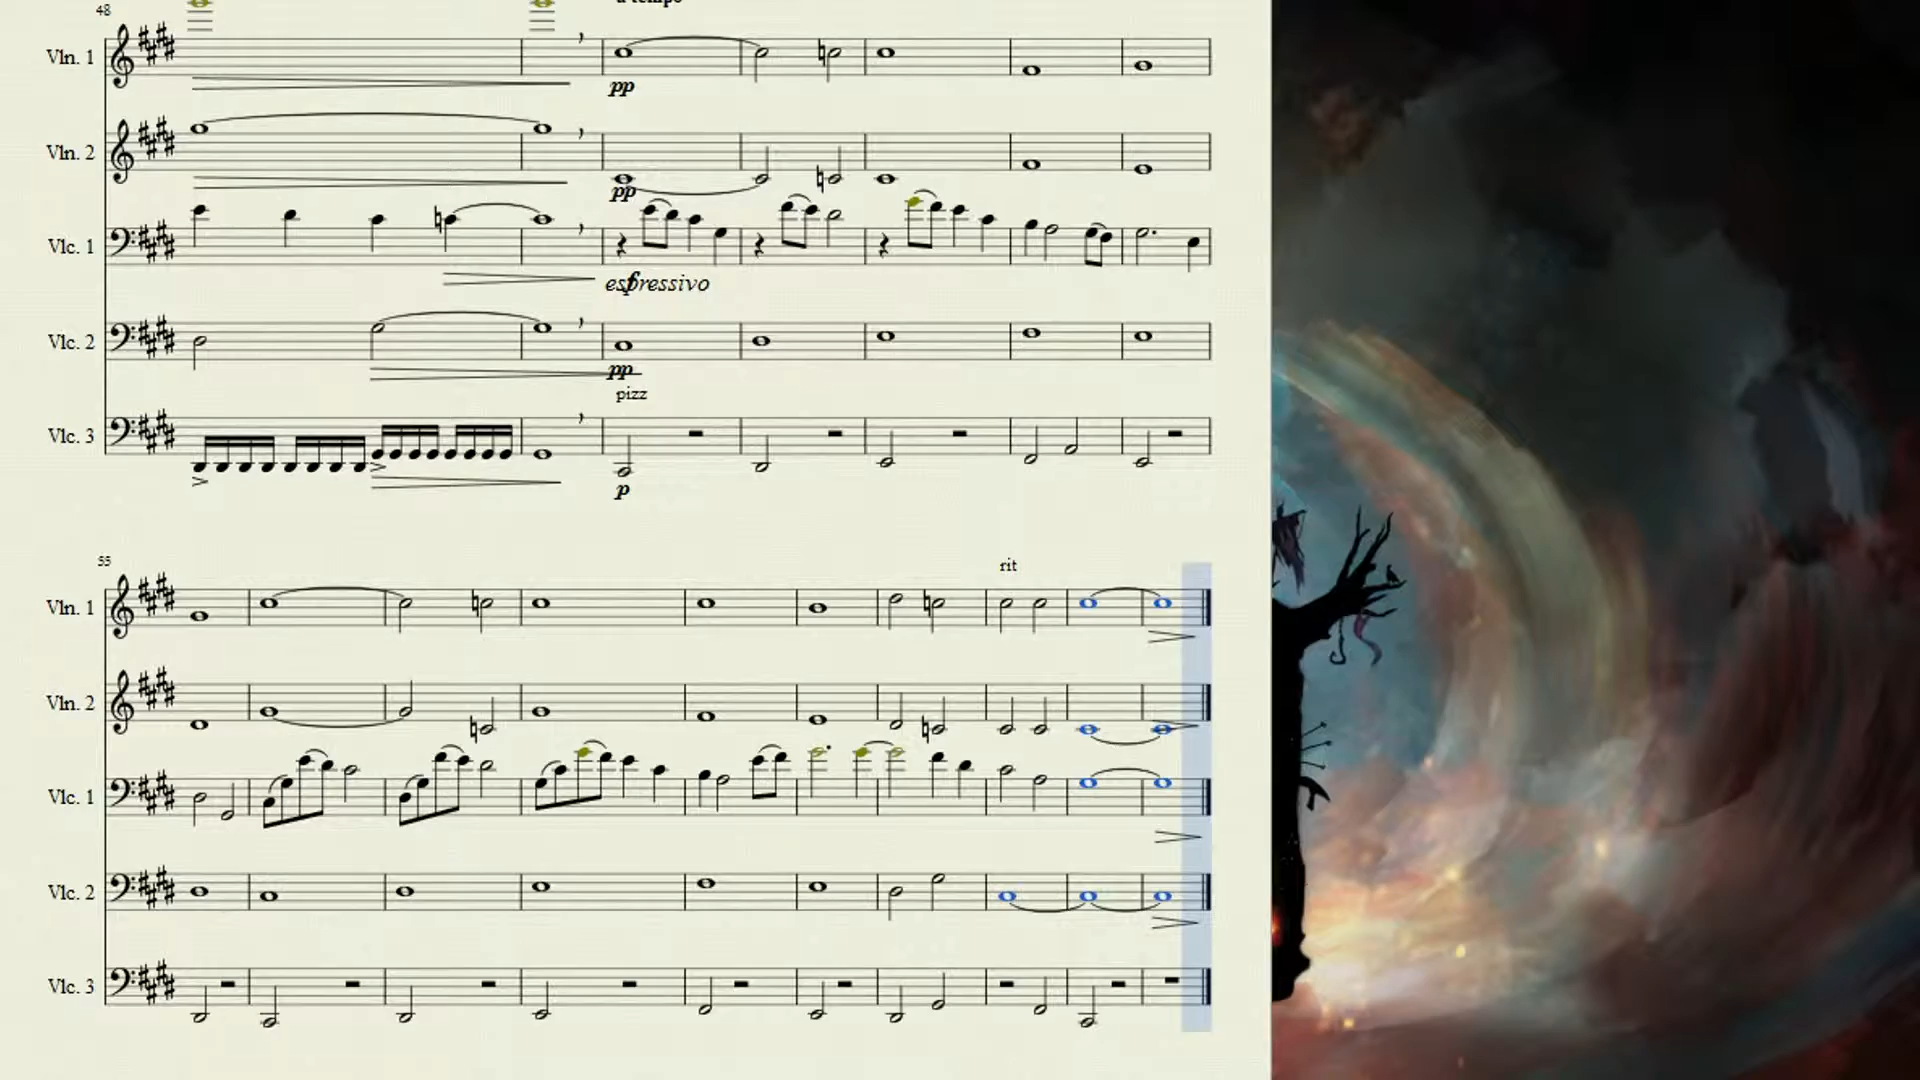 48
a tempo
Vln. 1
pp
Vln. 2
pp
Vlc. 1
espressivo
f
Vlc. 2
pp
pizz
Vlc. 3
p
55
rit
Vln. 1
Vln. 2
Vlc. 1
Vlc. 2
Vlc. 3